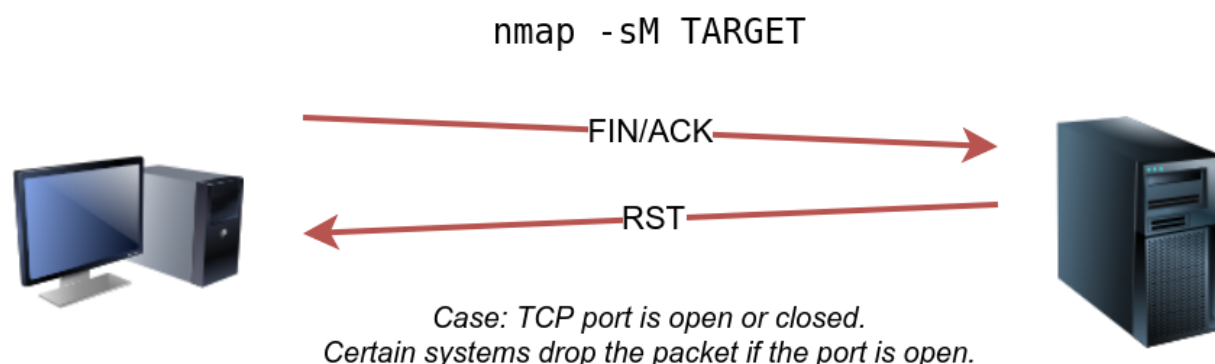 nmap -sM TARGET
FIN/ACK
RST
Case: TCP port is open or closed.
Certain systems drop the packet if the port is open.